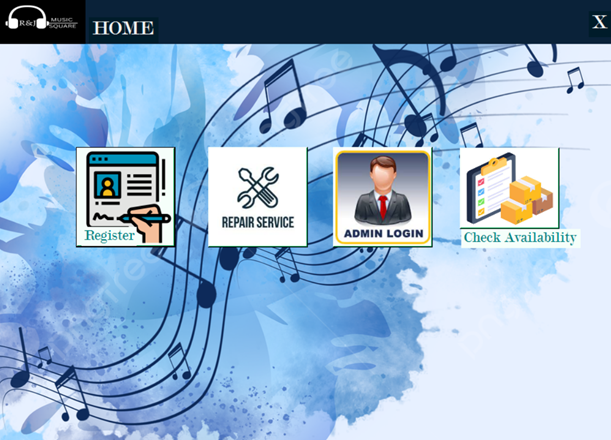 R&J MUSIC
SQUARE
HOME
X
Register
REPAIR SERVICE
ADMIN LOGIN
Check Availability